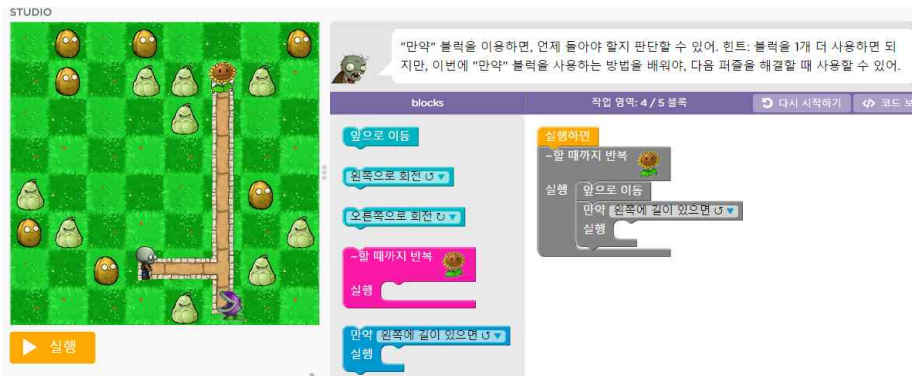 STUDIO
"만약" 블럭을 이용하면, 언제 돌아야 할지 판단할 수 있어. 힌트: 블럭을 1개 더 사용하면 되
지만, 이번에 "만약" 블럭을 사용하는 방법을 배워야, 다음 퍼즐을 해결할 때 사용할 수 있어.
blocks
작업 영역: 4 / 5 블록
다시 시작하기
</> 코드 보
앞으로 이동
왼쪽으로 회전 ↺ ▼
오른쪽으로 회전 ↻ ▼
~할 때까지 반복
실행
만약 왼쪽에 길이 있으면 ↺ ▼
실행
실행하면
~할 때까지 반복
실행
앞으로 이동
만약 왼쪽에 길이 있으면 ↺ ▼
실행
실행